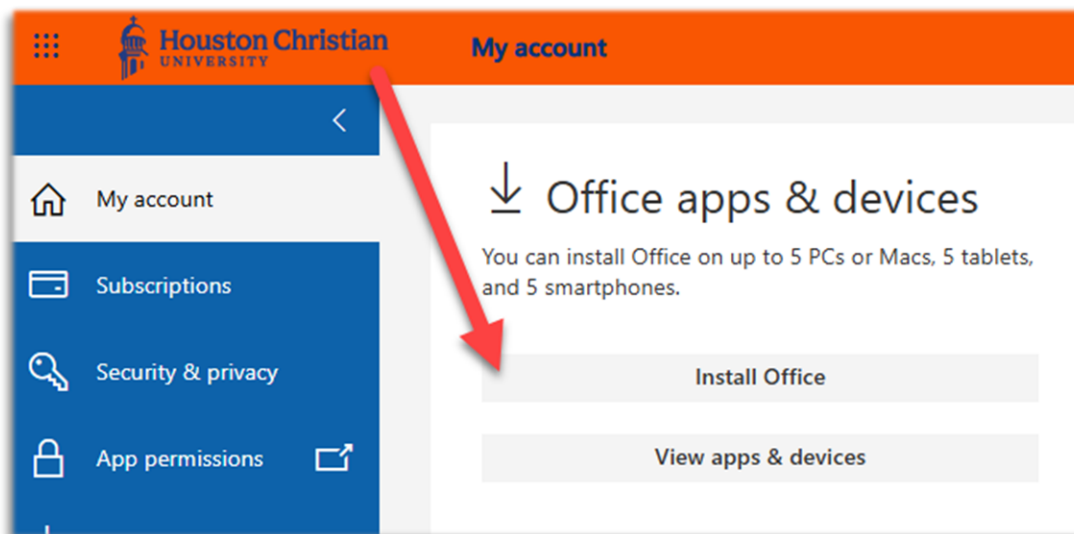 Houston Christian
UNIVERSITY
My account
My account
Subscriptions
Security & privacy
App permissions
Office apps & devices
You can install Office on up to 5 PCs or Macs, 5 tablets,
and 5 smartphones.
Install Office
View apps & devices